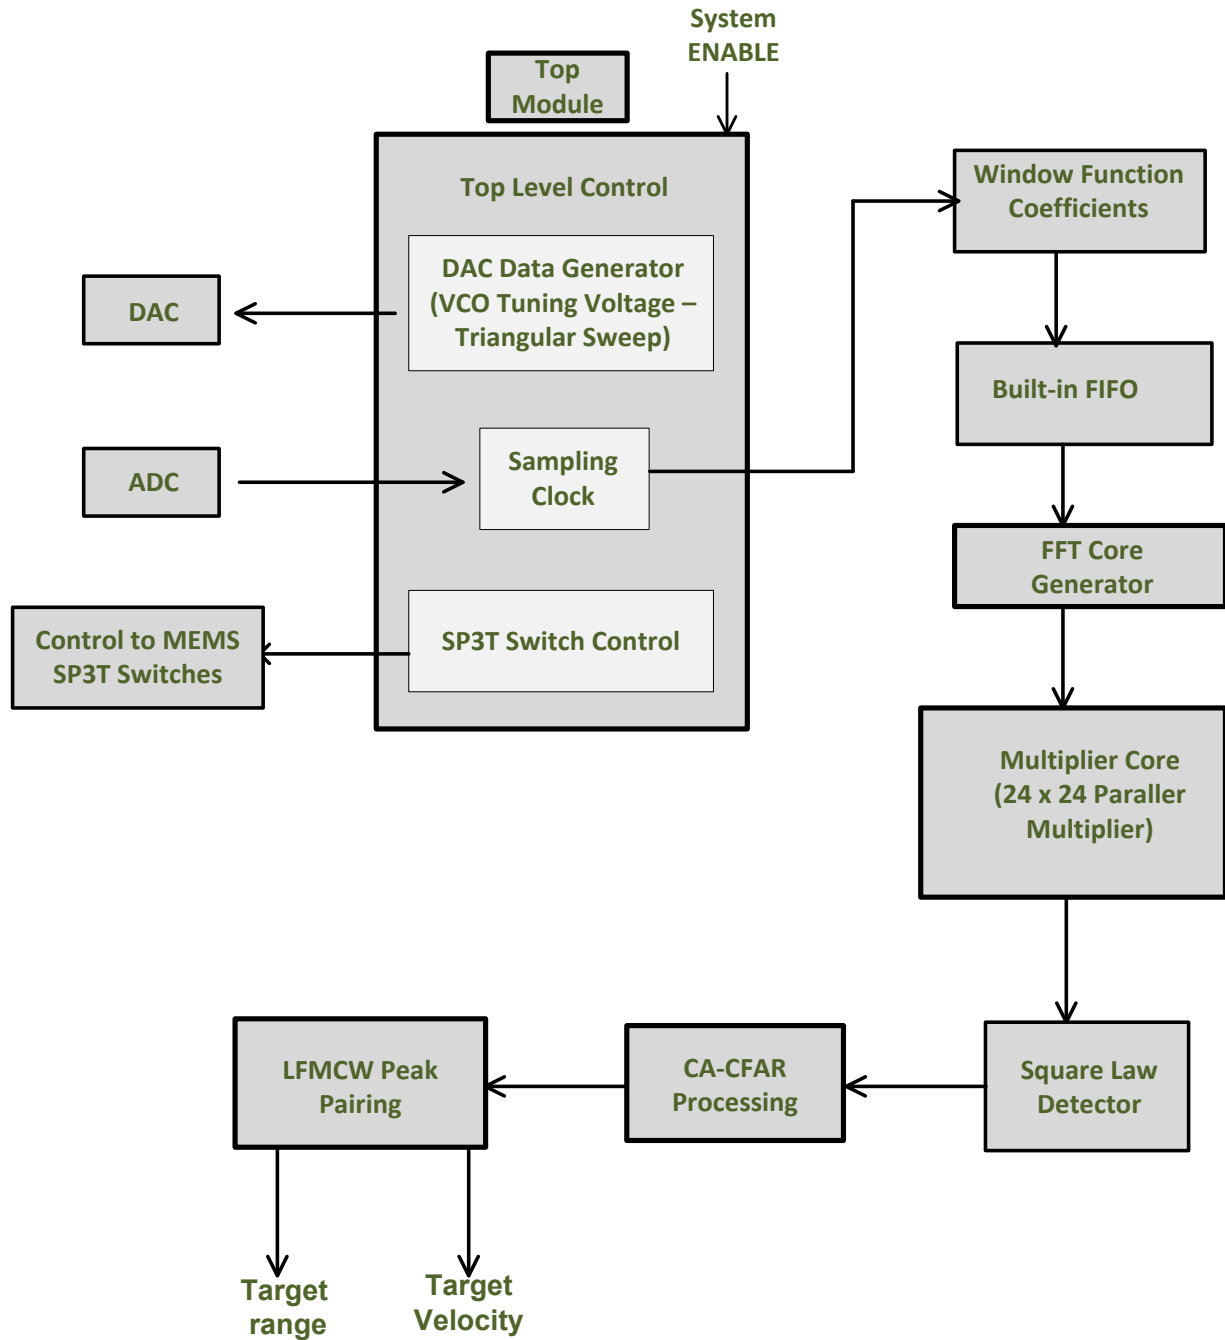 System
ENABLE
Top
Module
Top Level Control
DAC Data Generator
(VCO Tuning Voltage –
Triangular Sweep)
DAC
Sampling
Clock
ADC
SP3T Switch Control
Control to MEMS
SP3T Switches
Window Function
Coefficients
Built-in FIFO
FFT Core
Generator
Multiplier Core
(24 x 24 Paraller
Multiplier)
Square Law
Detector
CA-CFAR
Processing
LFMCW Peak
Pairing
Target
range
Target
Velocity